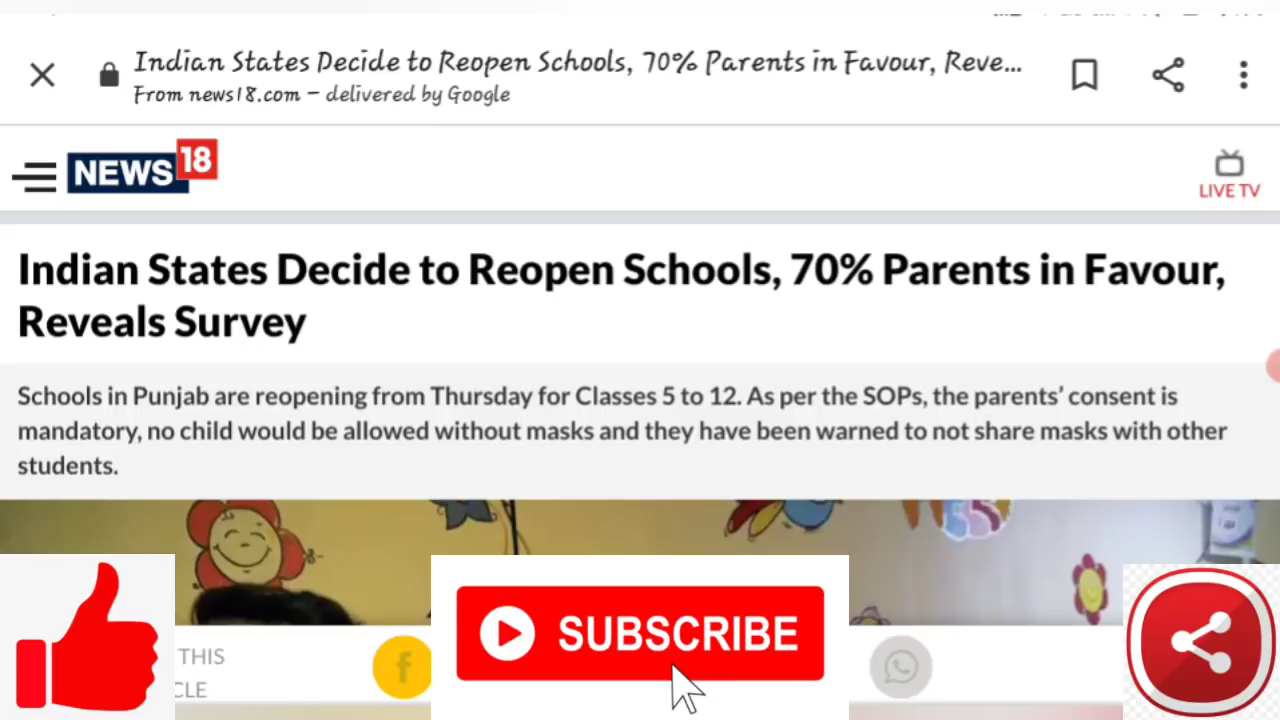 Indian States Decide to Reopen Schools, 70% Parents in Favour, Reve...
From news18.com – delivered by Google
NEWS 18
LIVE TV
Indian States Decide to Reopen Schools, 70% Parents in Favour,
Reveals Survey
Schools in Punjab are reopening from Thursday for Classes 5 to 12. As per the SOPs, the parents' consent is
mandatory, no child would be allowed without masks and they have been warned to not share masks with other
students.
THIS
CLE
f
SUBSCRIBE